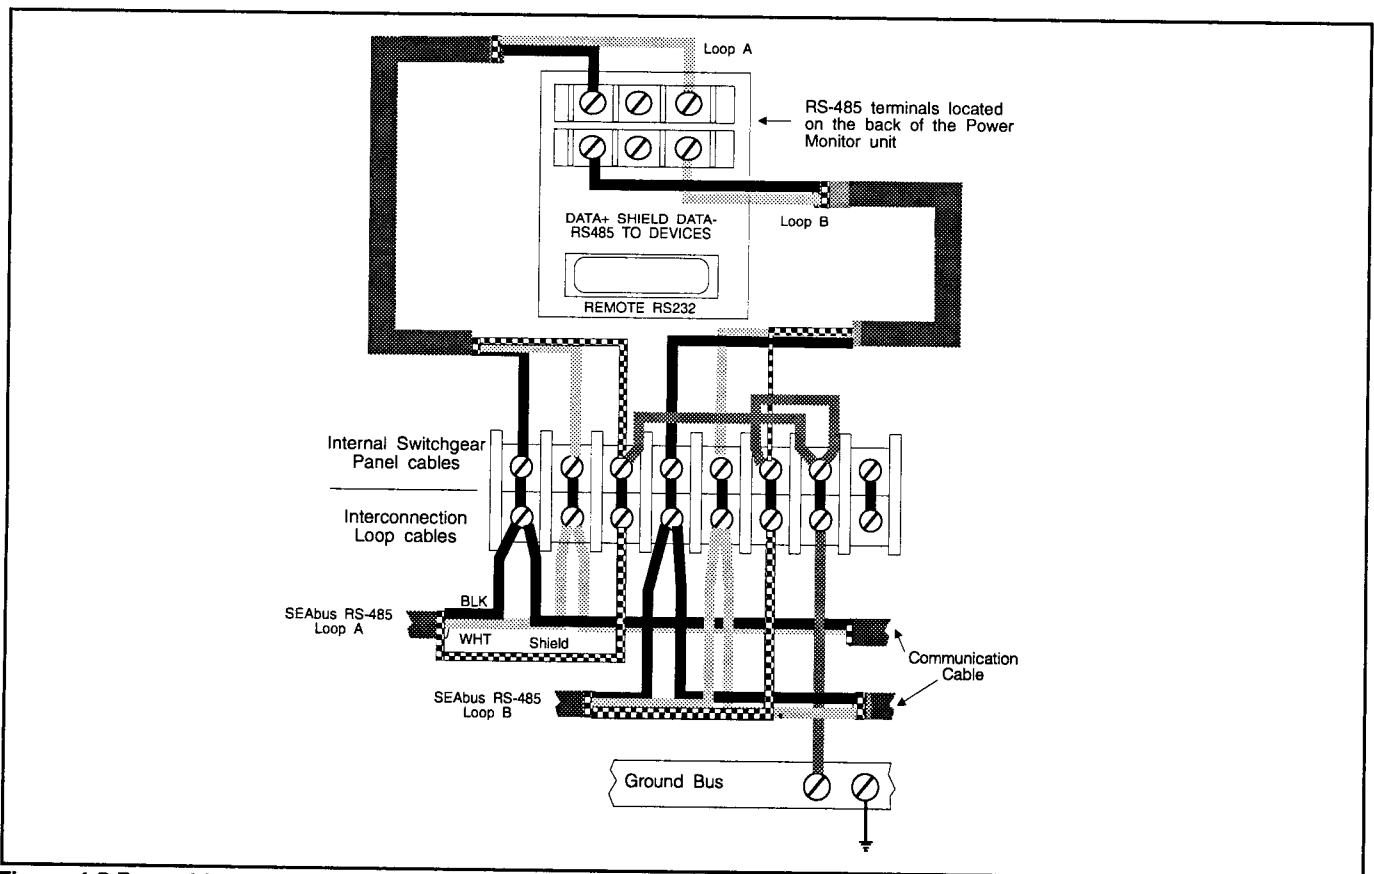 Loop A
RS-485 terminals located
on the back of the Power
Monitor unit
DATA+ SHIELD DATA-
RS485 TO DEVICES
Loop B
REMOTE RS232
Internal Switchgear
Panel cables
Interconnection
Loop cables
SEAbus RS-485
Loop A
BLK
WHT
Shield
Communication
Cable
SEAbus RS-485
Loop B
Ground Bus